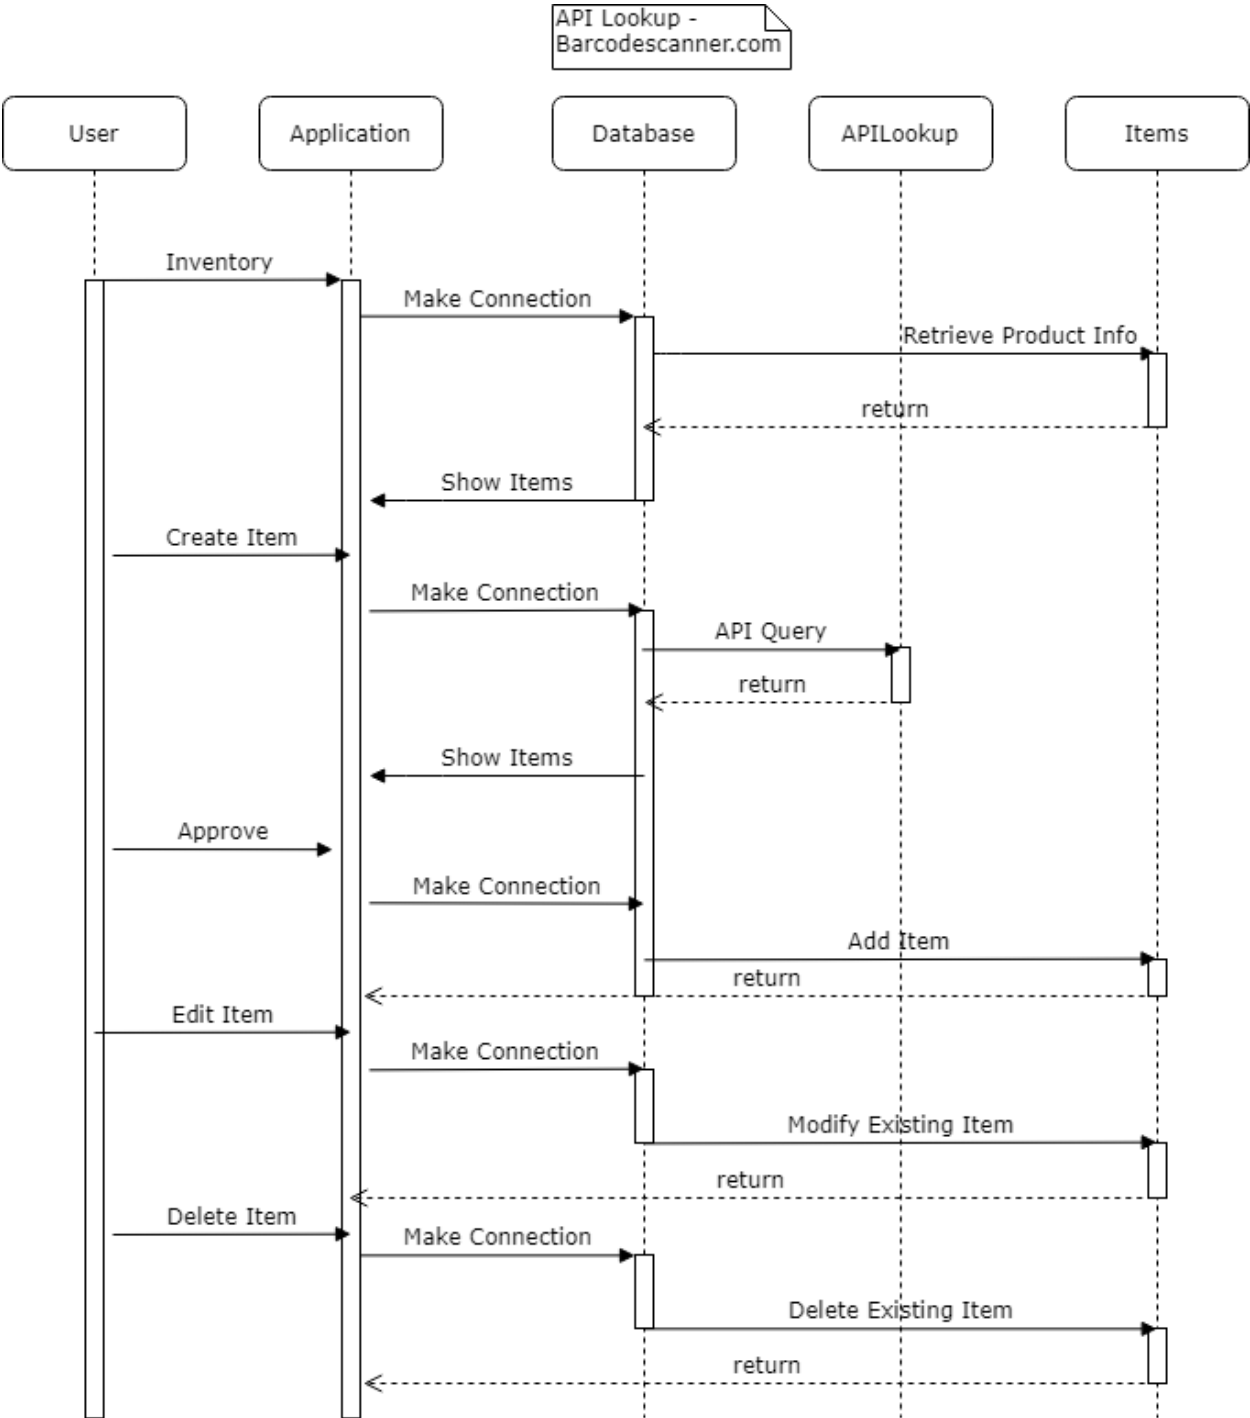 API Lookup -
Barcodescanner.com
User
Application
Database
APILookup
Items
Inventory
Make Connection
Retrieve Product Info
return
Show Items
Create Item
Make Connection
API Query
return
Show Items
Approve
Make Connection
Add Item
return
Edit Item
Make Connection
Modify Existing Item
return
Delete Item
Make Connection
Delete Existing Item
return